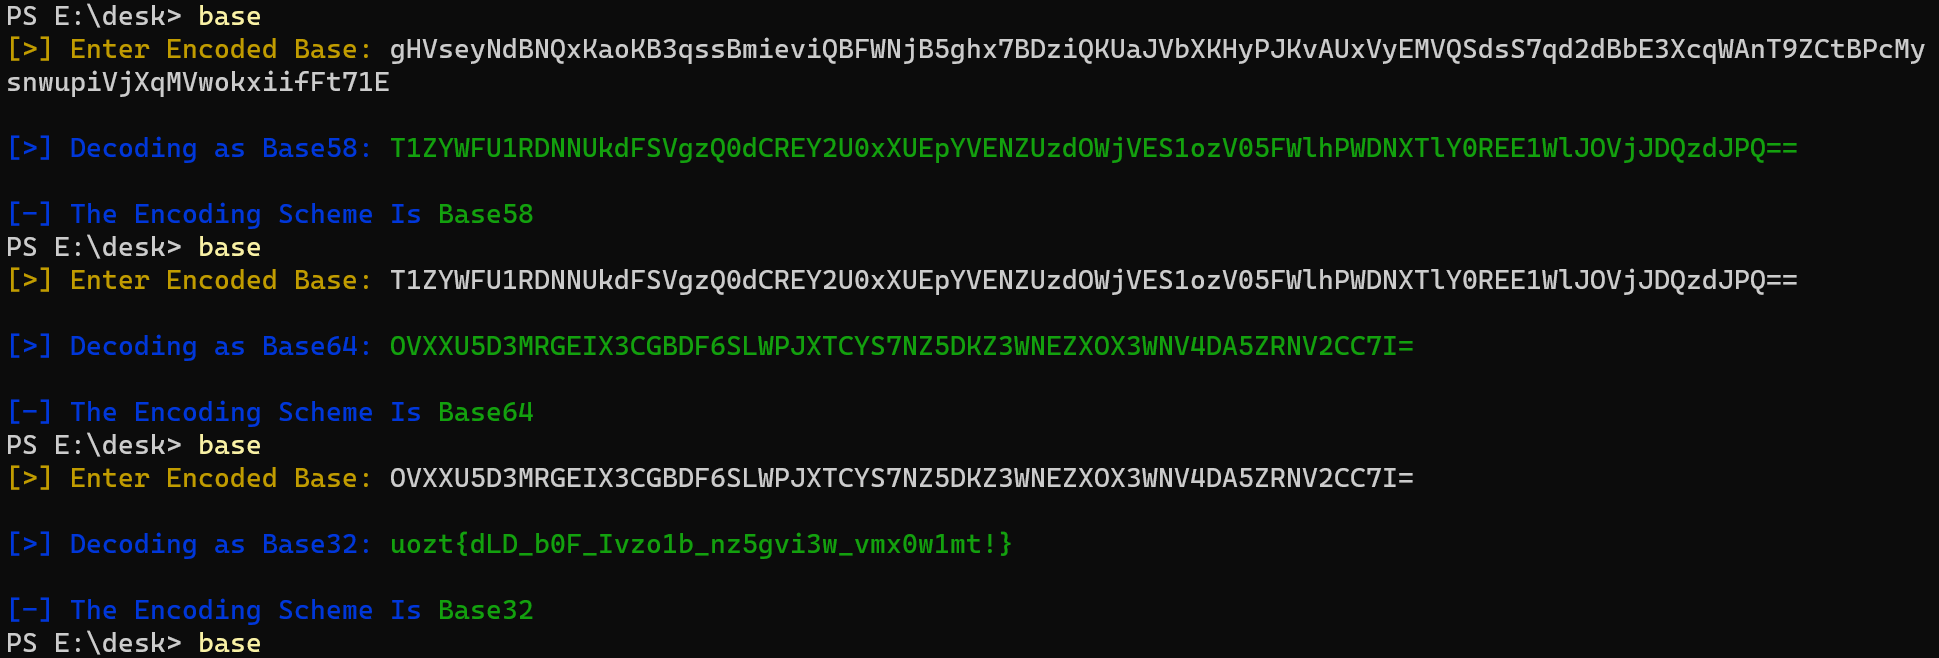 PS E:\desk> base
[>] Enter Encoded Base: gHVseyNdBNQxKaoKB3qssBmieviQBFWNjB5ghx7BDziQKUaJVbXKHyPJKvAUxVyEMVQSdsS7qd2dBbE3XcqWAnT9ZCtBPcMy
snwupiVjXqMVwokxiifFt71E
[>] Decoding as Base58: T1ZYWFU1RDNNUkdFSVgzQ0dCREY2U0xXUEpYVENZUzdOWjVES1ozV05FWlhPWDNXTlY0REE1WlJOVjJDQzdJPQ==
[-] The Encoding Scheme Is Base58
PS E:\desk> base
[>] Enter Encoded Base: T1ZYWFU1RDNNUkdFSVgzQ0dCREY2U0xXUEpYVENZUzdOWjVES1ozV05FWlhPWDNXTlY0REE1WlJOVjJDQzdJPQ==
[>] Decoding as Base64: OVXXU5D3MRGEIX3CGBDF6SLWPJXTCYS7NZ5DKZ3WNEZXOX3WNV4DA5ZRNV2CC7I=
[-] The Encoding Scheme Is Base64
PS E:\desk> base
[>] Enter Encoded Base: OVXXU5D3MRGEIX3CGBDF6SLWPJXTCYS7NZ5DKZ3WNEZXOX3WNV4DA5ZRNV2CC7I=
[>] Decoding as Base32: uozt{dLD_b0F_Ivzo1b_nz5gvi3w_vmx0w1mt!}
[-] The Encoding Scheme Is Base32
PS E:\desk> base